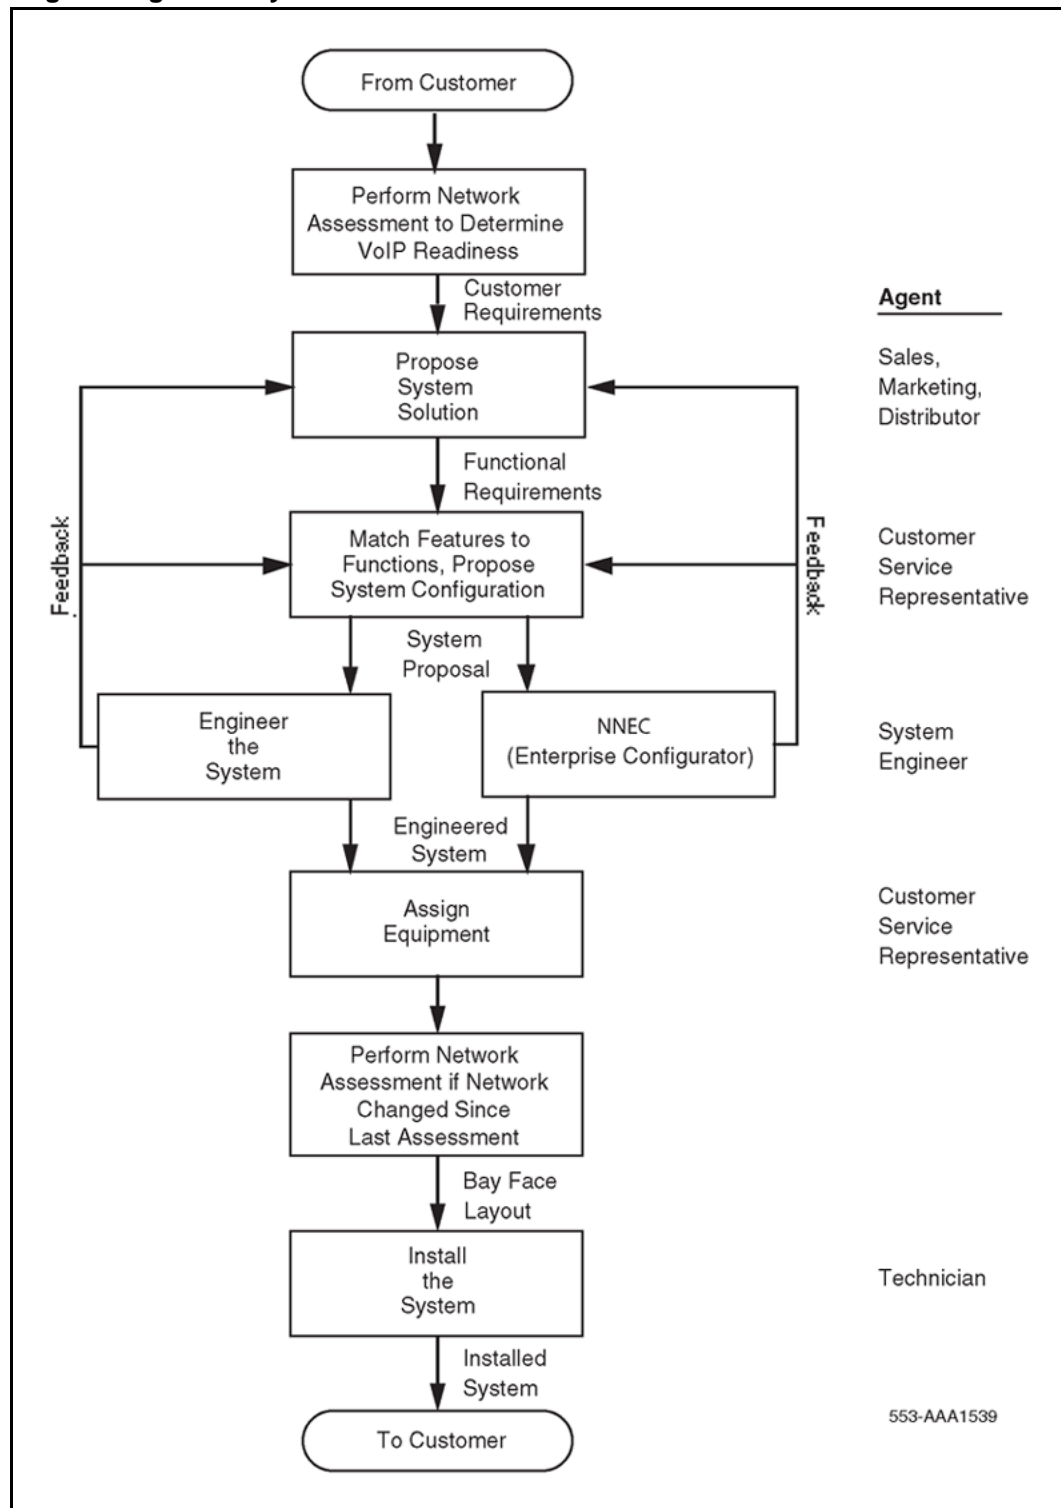 From Customer
Perform Network
Assessment to Determine
VoIP Readiness
Customer
Requirements
Agent
Propose
System
Solution
Sales,
Marketing,
Distributor
Functional
Requirements
Feedback
Match Features to
Functions, Propose
System Configuration
Feedback
Customer
Service
Representative
System
Proposal
Engineer
the
System
NNEC
(Enterprise Configurator)
System
Engineer
Engineered
System
Assign
Equipment
Customer
Service
Representative
Perform Network
Assessment if Network
Changed Since
Last Assessment
Bay Face
Layout
Install
the
System
Technician
Installed
System
To Customer
553-AAA1539